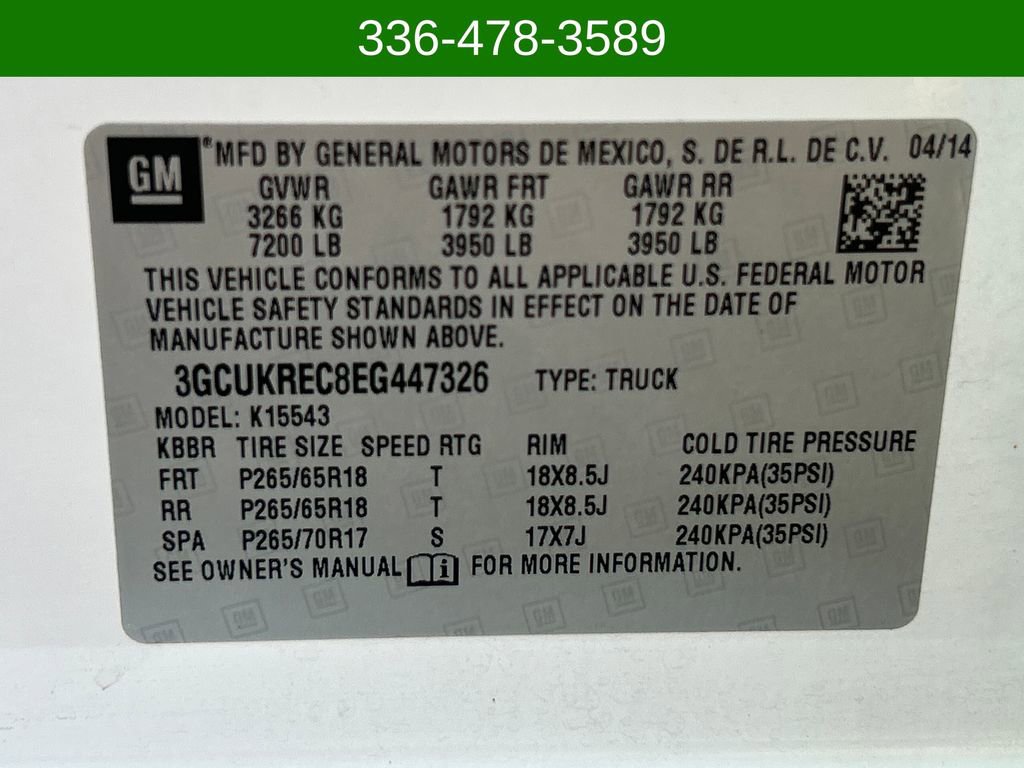 336-478-3589
GM ® MFD BY GENERAL MOTORS DE MEXICO, S. DE R.L. DE C.V. 04/14
GVWR GAWR FRT GAWR RR
3266 KG 1792 KG 1792 KG
7200 LB 3950 LB 3950 LB
THIS VEHICLE CONFORMS TO ALL APPLICABLE U.S. FEDERAL MOTOR
VEHICLE SAFETY STANDARDS IN EFFECT ON THE DATE OF
MANUFACTURE SHOWN ABOVE.
3GCUKREC8EG447326 TYPE: TRUCK
MODEL: K15543
KBBR TIRE SIZE SPEED RTG RIM COLD TIRE PRESSURE
FRT P265/65R18 T 18X8.5J 240KPA(35PSI)
RR P265/65R18 T 18X8.5J 240KPA(35PSI)
SPA P265/70R17 S 17X7J 240KPA(35PSI)
SEE OWNER'S MANUAL i FOR MORE INFORMATION.